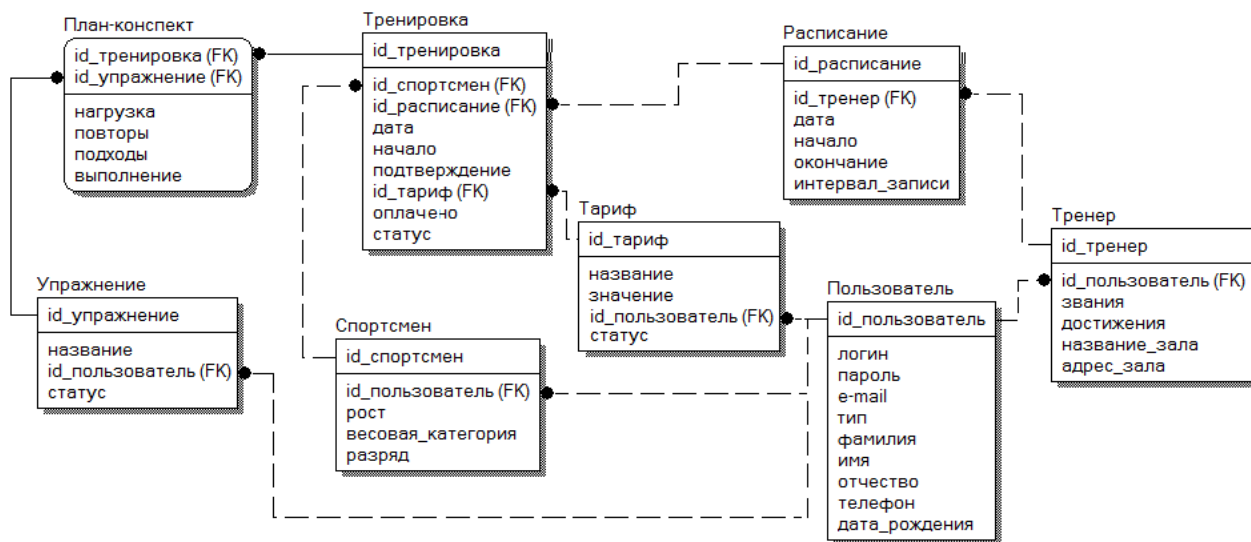 План-конспект
id_тренировка (FK)
id_упражнение (FK)
нагрузка
повторы
подходы
выполнение
Тренировка
id_тренировка
id_спортсмен (FK)
id_расписание (FK)
дата
начало
подтверждение
id_тариф (FK)
оплачено
статус
Расписание
id_расписание
id_тренер (FK)
дата
начало
окончание
интервал_записи
Тариф
id_тариф
название
значение
id_пользователь (FK)
статус
Тренер
id_тренер
id_пользователь (FK)
звания
достижения
название_зала
адрес_зала
Упражнение
id_упражнение
название
id_пользователь (FK)
статус
Спортсмен
id_спортсмен
id_пользователь (FK)
рост
весовая_категория
разряд
Пользователь
id_пользователь
логин
пароль
e-mail
тип
фамилия
имя
отчество
телефон
дата_рождения